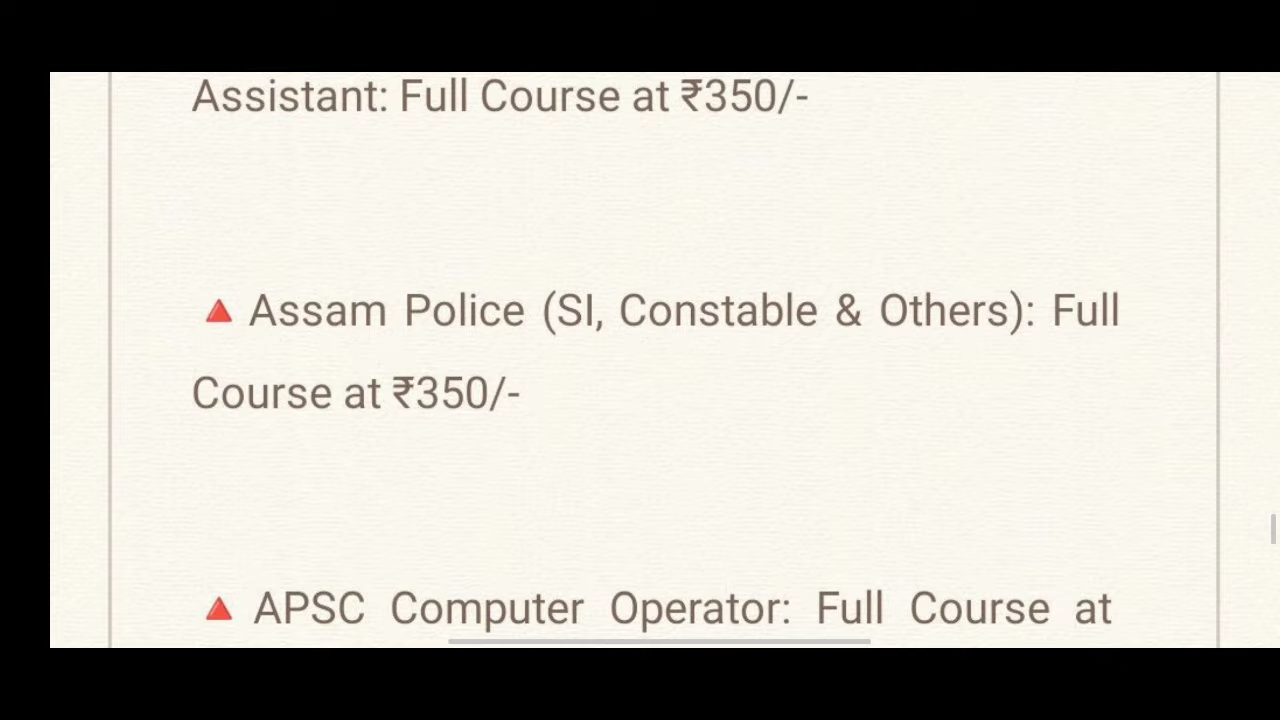 Assistant: Full Course at ₹350/-
🔺Assam Police (SI, Constable & Others): Full
Course at ₹350/-
🔺APSC Computer Operator: Full Course at